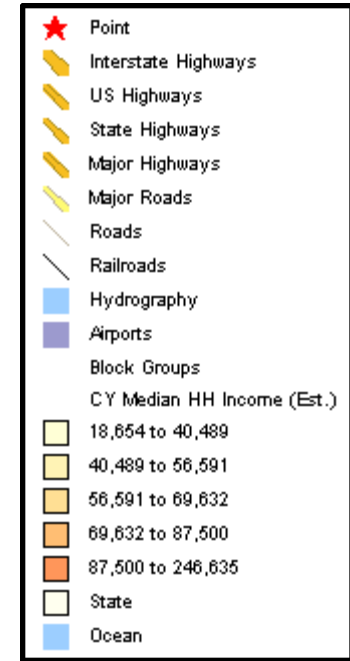 Point
Interstate Highways
US Highways
State Highways
Major Highways
Major Roads
Roads
Railroads
Hydrography
Airports
Block Groups
CY Median HH Income (Est.)
18,654 to 40,489
40,489 to 56,591
56,591 to 69,632
69,632 to 87,500
87,500 to 246,635
State
Ocean